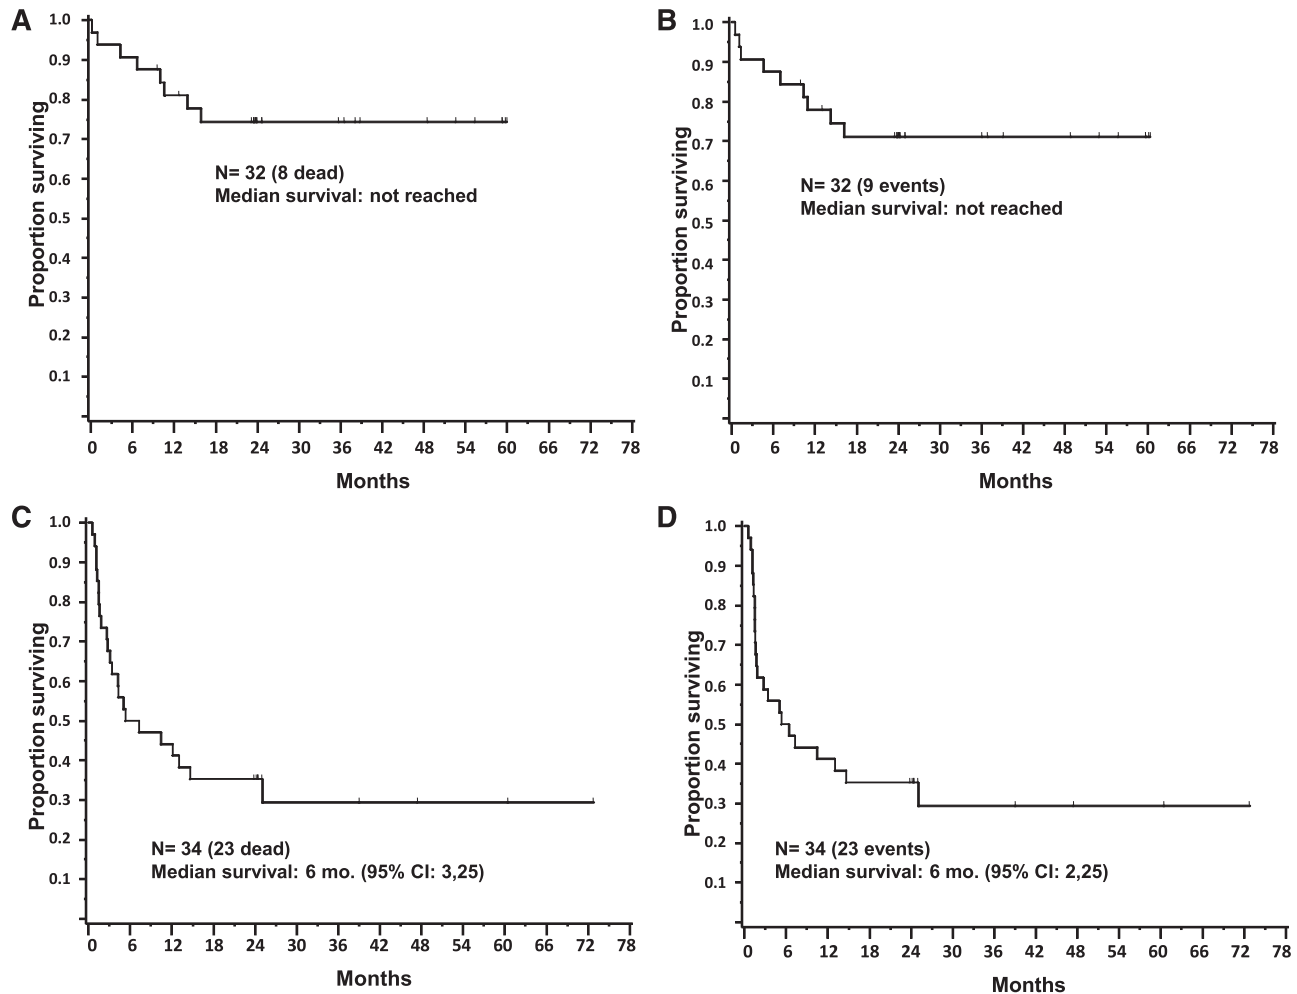 A
Proportion surviving
1.0
0.9
0.8
0.7
0.6
0.5
0.4
0.3
0.2
0.1
N= 32 (8 dead)
Median survival: not reached
0 6 12 18 24 30 36 42 48 54 60 66 72 78
Months
B
Proportion surviving
1.0
0.9
0.8
0.7
0.6
0.5
0.4
0.3
0.2
0.1
N= 32 (9 events)
Median survival: not reached
0 6 12 18 24 30 36 42 48 54 60 66 72 78
Months
C
Proportion surviving
1.0
0.9
0.8
0.7
0.6
0.5
0.4
0.3
0.2
0.1
N= 34 (23 dead)
Median survival: 6 mo. (95% CI: 3,25)
0 6 12 18 24 30 36 42 48 54 60 66 72 78
Months
D
Proportion surviving
1.0
0.9
0.8
0.7
0.6
0.5
0.4
0.3
0.2
0.1
N= 34 (23 events)
Median survival: 6 mo. (95% CI: 2,25)
0 6 12 18 24 30 36 42 48 54 60 66 72 78
Months